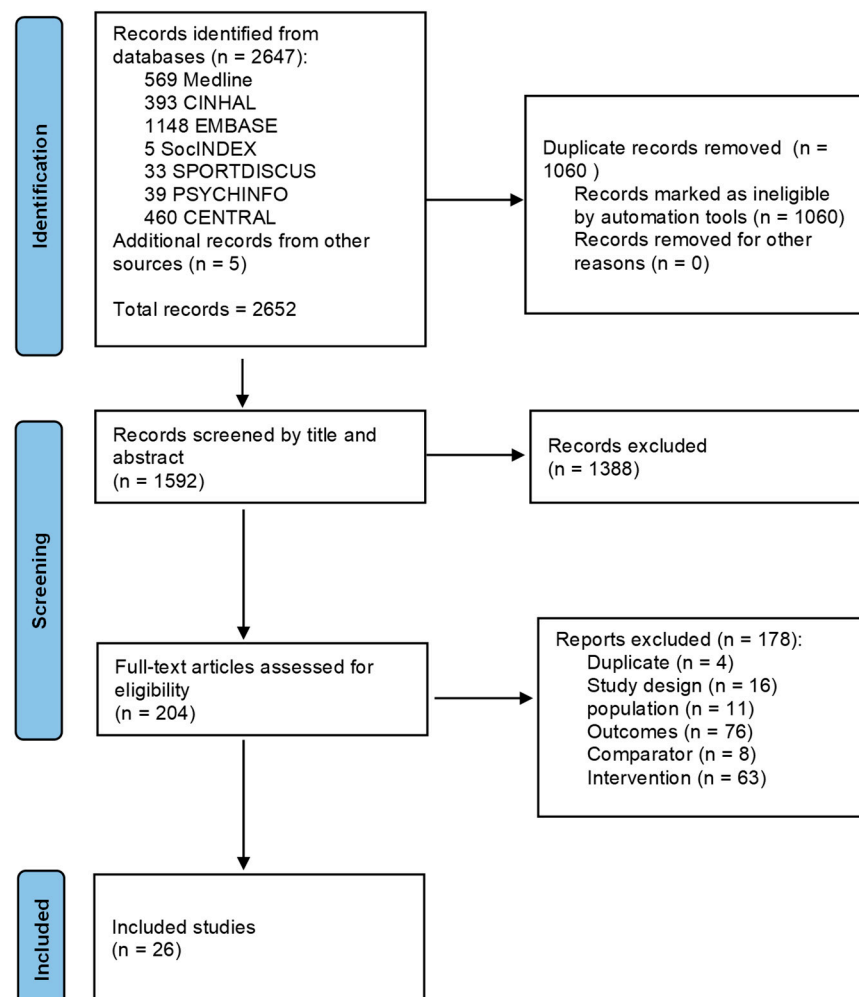 Identification
Records identified from
databases (n = 2647):
569 Medline
393 CINHAL
1148 EMBASE
5 SocINDEX
33 SPORTDISCUS
39 PSYCHINFO
460 CENTRAL
Additional records from other
sources (n = 5)
Total records = 2652
Duplicate records removed (n =
1060 )
Records marked as ineligible
by automation tools (n = 1060)
Records removed for other
reasons (n = 0)
Screening
Records screened by title and
abstract
(n = 1592)
Records excluded
(n = 1388)
Full-text articles assessed for
eligibility
(n = 204)
Reports excluded (n = 178):
Duplicate (n = 4)
Study design (n = 16)
population (n = 11)
Outcomes (n = 76)
Comparator (n = 8)
Intervention (n = 63)
Included
Included studies
(n = 26)